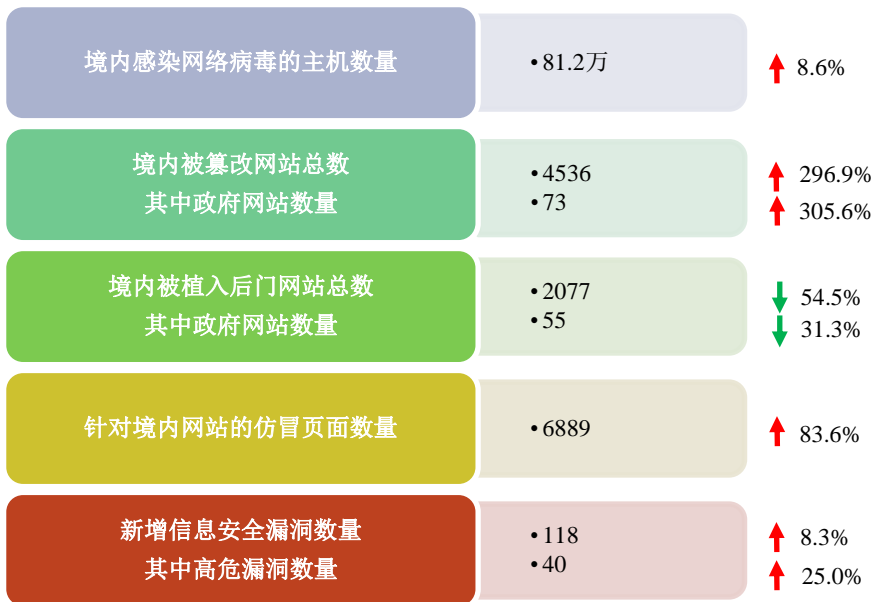 境内感染网络病毒的主机数量
•81.2万
8.6%
境内被篡改网站总数
其中政府网站数量
•4536
•73
296.9%
305.6%
境内被植入后门网站总数
其中政府网站数量
•2077
•55
54.5%
31.3%
针对境内网站的仿冒页面数量
•6889
83.6%
新增信息安全漏洞数量
其中高危漏洞数量
•118
•40
8.3%
25.0%